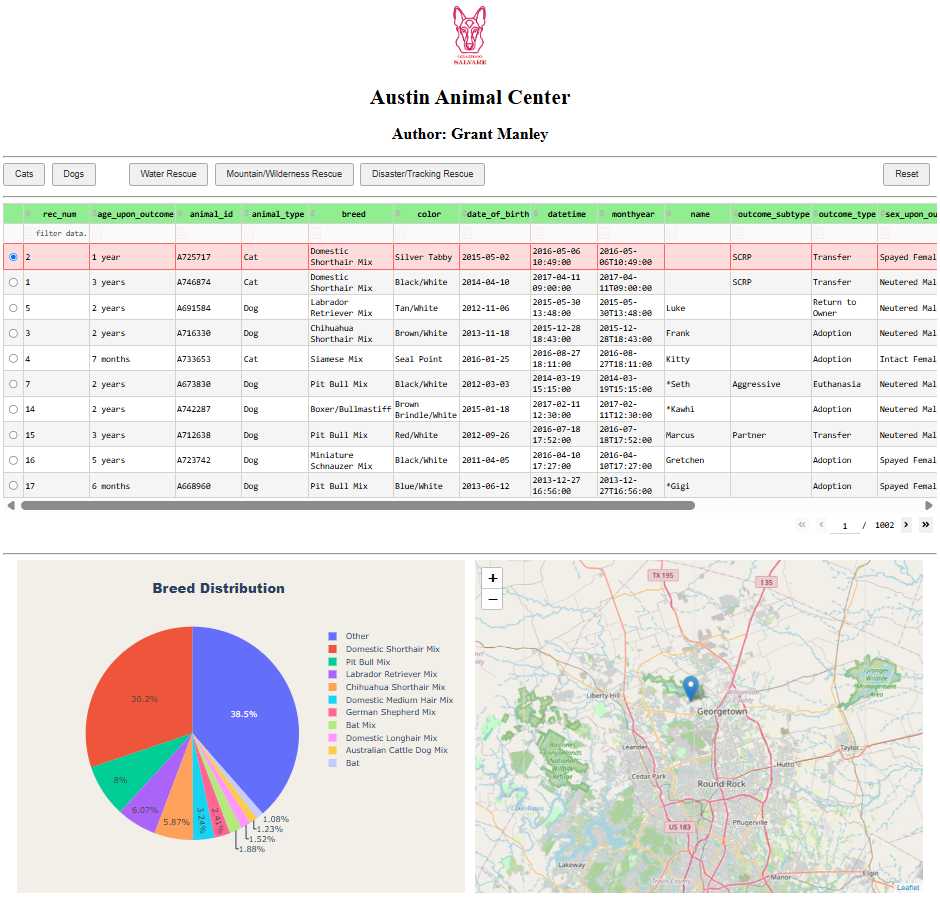 GRAZIOSO
SALVARE
Austin Animal Center
Author: Grant Manley
Cats Dogs Water Rescue Mountain/Wilderness Rescue Disaster/Tracking Rescue Reset
rec_num age_upon_outcome animal_id animal_type breed color date_of_birth datetime monthyear name outcome_subtype outcome_type sex_upon_ou
filter data.
2 1 year A725717 Cat Domestic Shorthair Mix Silver Tabby 2015-05-02 2016-05-06 10:49:00 2016-05-06T10:49:00 SCRP Transfer Spayed Femal
1 3 years A746874 Cat Domestic Shorthair Mix Black/White 2014-04-10 2017-04-11 09:00:00 2017-04-11T09:00:00 SCRP Transfer Neutered Mal
5 2 years A691584 Dog Labrador Retriever Mix Tan/White 2012-11-06 2015-05-30 13:48:00 2015-05-30T13:48:00 Luke Return to Owner Neutered Mal
3 2 years A716330 Dog Chihuahua Shorthair Mix Brown/White 2013-11-18 2015-12-28 18:43:00 2015-12-28T18:43:00 Frank Adoption Neutered Mal
4 7 months A733653 Cat Siamese Mix Seal Point 2016-01-25 2016-08-27 18:11:00 2016-08-27T18:11:00 Kitty Adoption Intact Femal
7 2 years A673830 Dog Pit Bull Mix Black/White 2012-03-03 2014-03-19 15:15:00 2014-03-19T15:15:00 *Seth Aggressive Euthanasia Neutered Mal
14 2 years A742287 Dog Boxer/Bullmastiff Brown Brindle/White 2015-01-18 2017-02-11 12:30:00 2017-02-11T12:30:00 *Kawhi Adoption Neutered Mal
15 3 years A712638 Dog Pit Bull Mix Red/White 2012-09-26 2016-07-18 17:52:00 2016-07-18T17:52:00 Marcus Partner Transfer Neutered Mal
16 5 years A723742 Dog Miniature Schnauzer Mix Black/White 2011-04-05 2016-04-10 17:27:00 2016-04-10T17:27:00 Gretchen Adoption Spayed Femal
17 6 months A668960 Dog Pit Bull Mix Blue/White 2013-06-12 2013-12-27 16:56:00 2013-12-27T16:56:00 *Gigi Adoption Spayed Femal
1 / 1002
Breed Distribution
38.5%
30.2%
8%
6.07%
5.87%
3.24%
2.41%
1.88%
1.52%
1.23%
1.08%
Other
Domestic Shorthair Mix
Pit Bull Mix
Labrador Retriever Mix
Chihuahua Shorthair Mix
Domestic Medium Hair Mix
German Shepherd Mix
Bat Mix
Domestic Longhair Mix
Australian Cattle Dog Mix
Bat
+
−
TX 195
I 35
Granger
Wildlife
Management
Area
Liberty Hill
Williamson
County
Georgetown
Leander
Balcones
Canyonlands
National
Wildlife
Refuge
Taylor
Hutto
Cedar Park
Round Rock
Lake Travis
US 183
Pflugerville
Lakeway
Travis County
Manor
Elgin
Leaflet